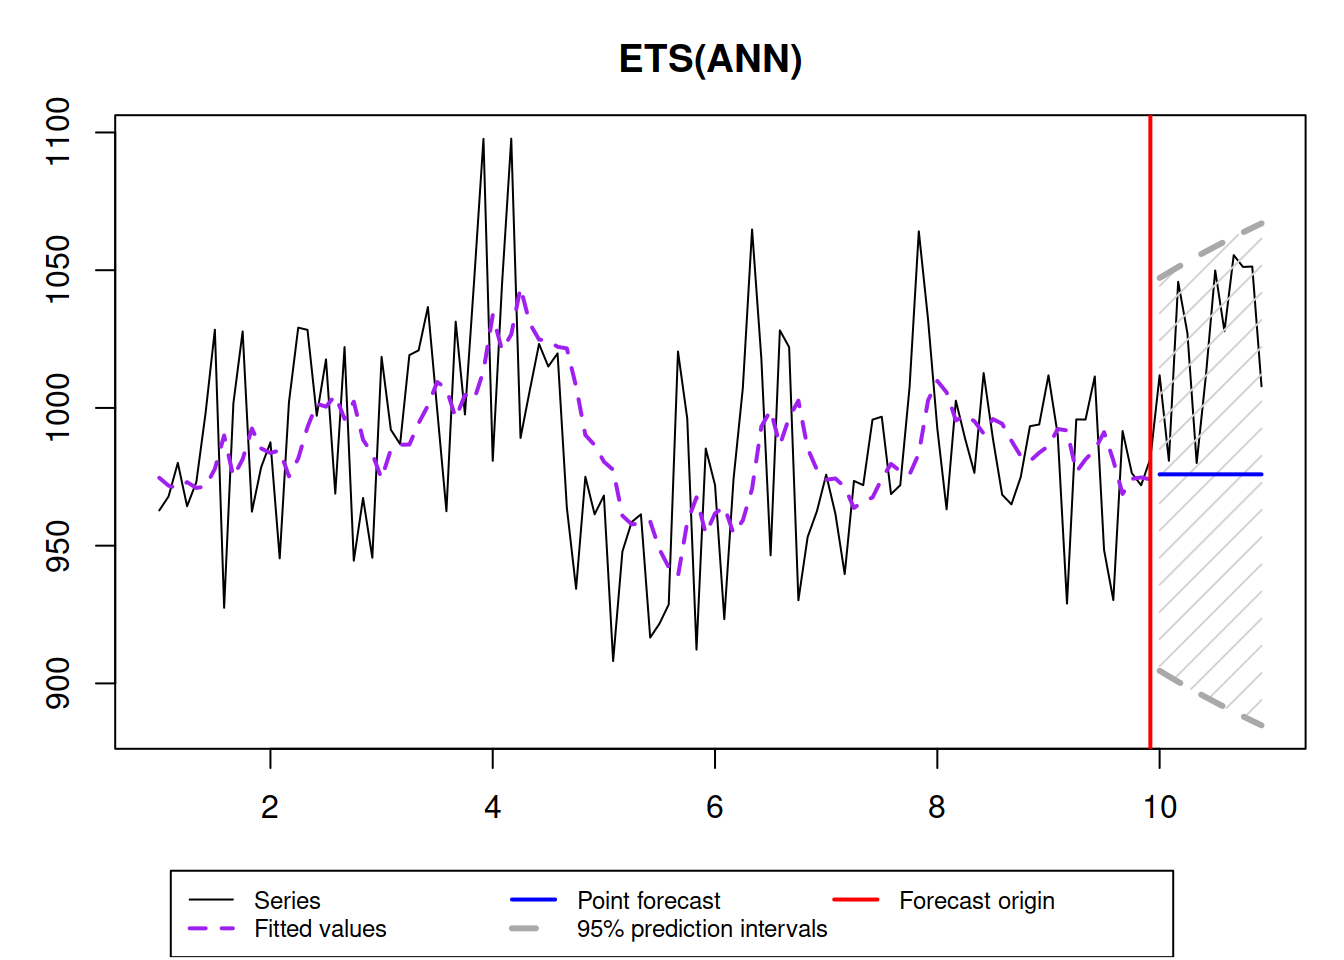 ETS(ANN)
1100
1050
1000
950
900
2 4 6 8 10
Series Point forecast Forecast origin
Fitted values 95% prediction intervals